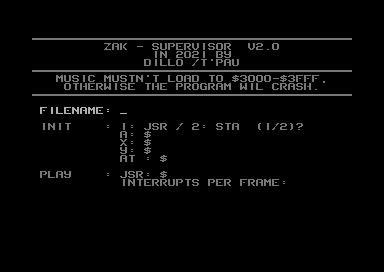 ZAK - SUPERVISOR  V2.0
IN 2021 BY
DILLO /T'PAU
MUSIC MUSTN'T LOAD TO $3000-$3FFF,
OTHERWISE THE PROGRAM WIL CRASH.
FILENAME: _
INIT    : 1: JSR / 2: STA  (1/2)?
A: $
X: $
Y: $
AT : $
PLAY    : JSR: $
INTERRUPTS PER FRAME: